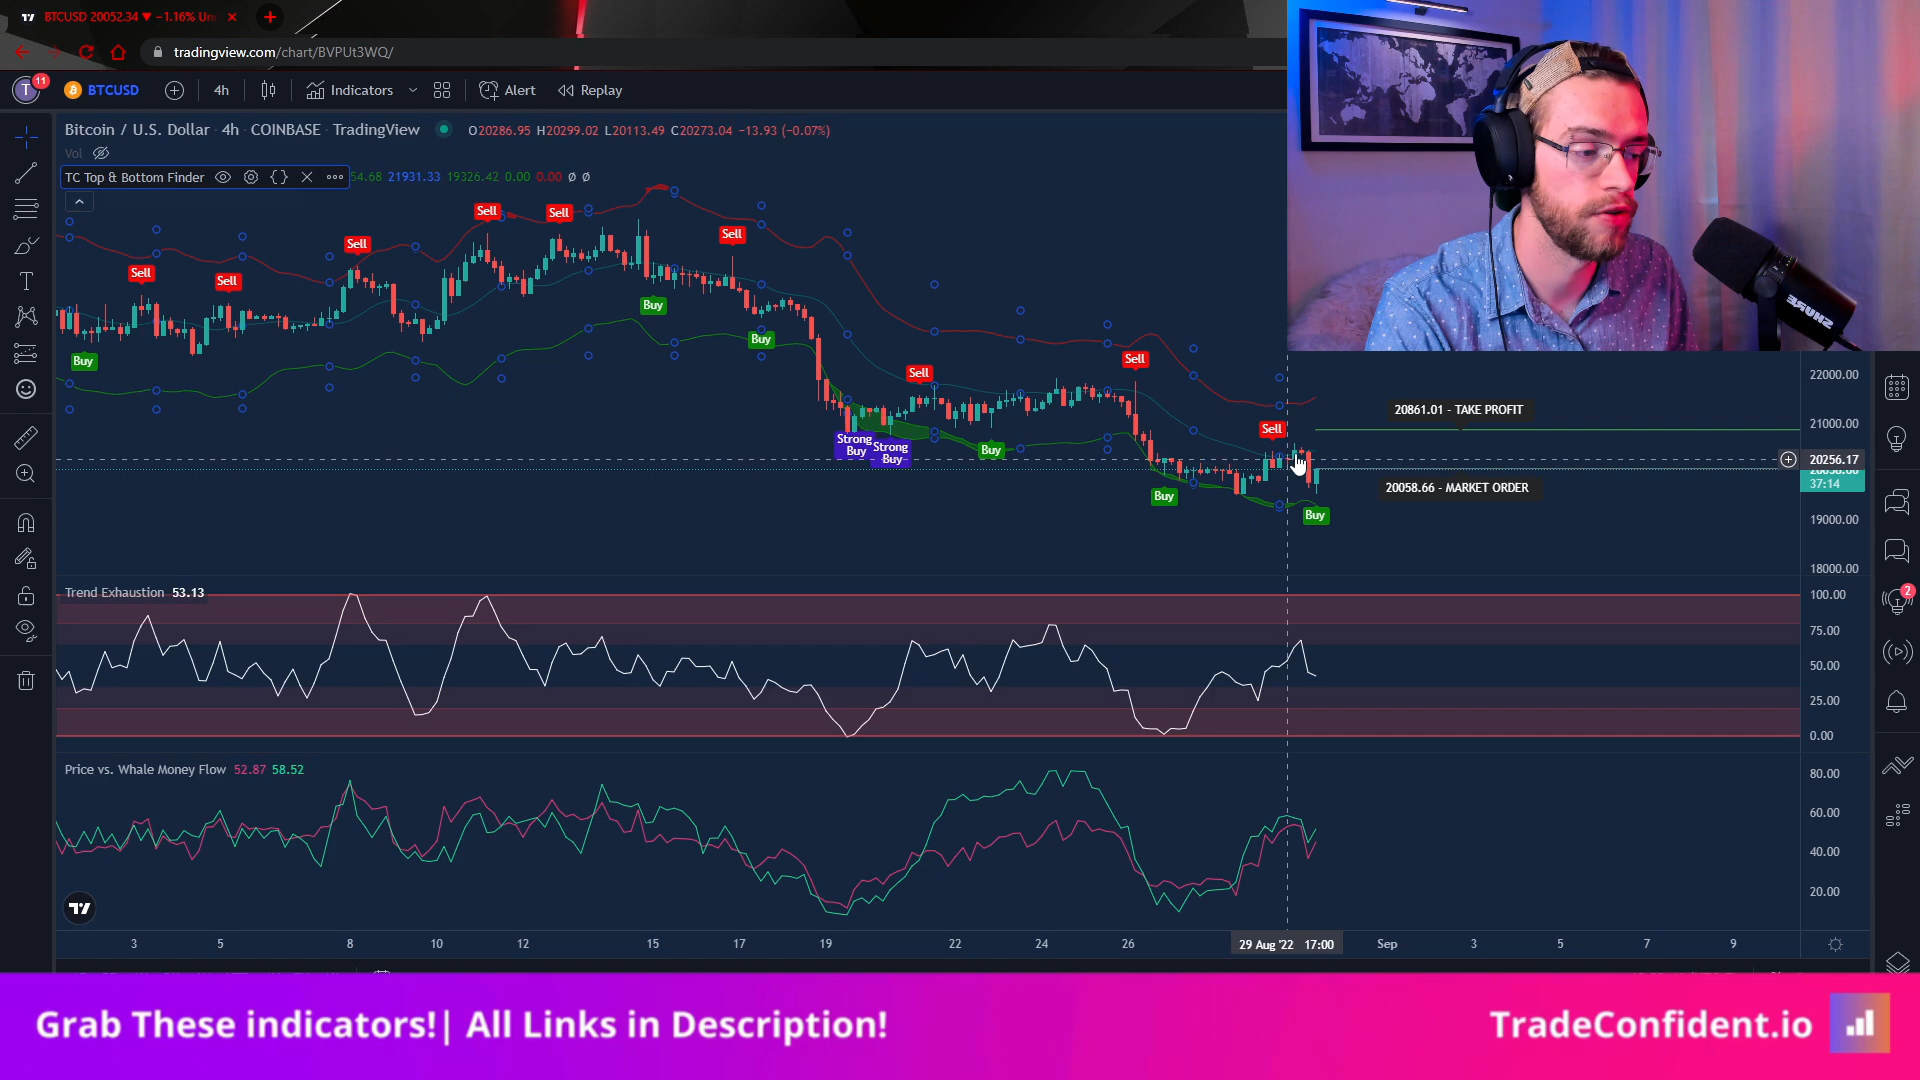 BTCUSD 20052.34 ▼ −1.16% Un
tradingview.com/chart/BVPUt3WQ/
T
11
BTCUSD
4h
Indicators
Alert
Replay
Bitcoin / U.S. Dollar · 4h · COINBASE · TradingView
O20286.95 H20299.02 L20113.49 C20273.04 −13.93 (−0.07%)
Vol
TC Top & Bottom Finder
54.68 21931.33 19326.42 0.00 0.00 Ø Ø
Sell
Sell
Sell
Sell
Sell
Sell
Sell
Sell
Sell
Buy
Buy
Buy
Strong
Buy
Strong
Buy
Buy
Buy
Buy
20861.01 - TAKE PROFIT
20058.66 - MARKET ORDER
22000.00
21000.00
20256.17
37:14
19000.00
18000.00
SHURE
Trend Exhaustion 53.13
100.00
75.00
50.00
25.00
0.00
2
Price vs. Whale Money Flow 52.87 58.52
80.00
60.00
40.00
20.00
3
5
8
10
12
15
17
19
22
24
26
29 Aug '22 17:00
Sep
3
5
7
9
Grab These indicators!| All Links in Description!
TradeConfident.io